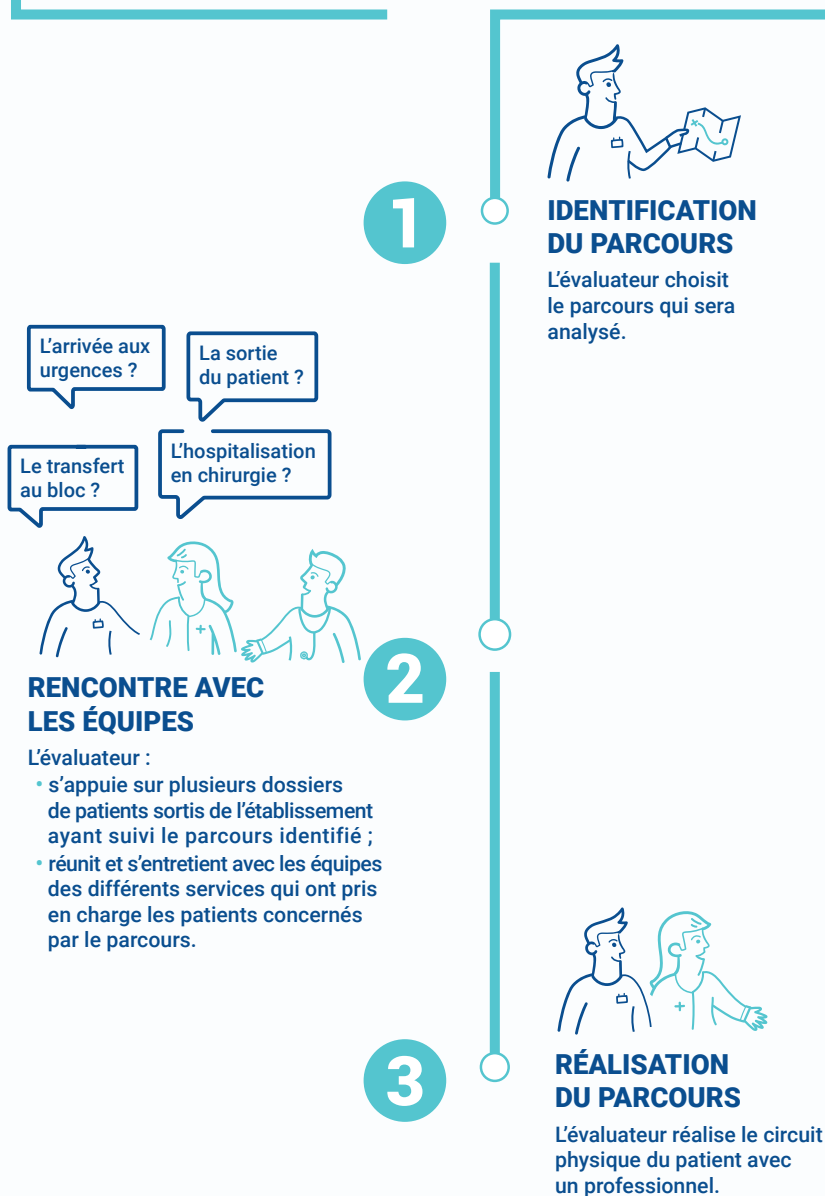 1
IDENTIFICATION
DU PARCOURS
L'évaluateur choisit
le parcours qui sera
analysé.
L'arrivée aux
urgences ?
La sortie
du patient ?
Le transfert
au bloc ?
L'hospitalisation
en chirurgie ?
2
RENCONTRE AVEC
LES ÉQUIPES
L'évaluateur :
• s'appuie sur plusieurs dossiers
de patients sortis de l'établissement
ayant suivi le parcours identifié ;
• réunit et s'entretient avec les équipes
des différents services qui ont pris
en charge les patients concernés
par le parcours.
3
RÉALISATION
DU PARCOURS
L'évaluateur réalise le circuit
physique du patient avec
un professionnel.